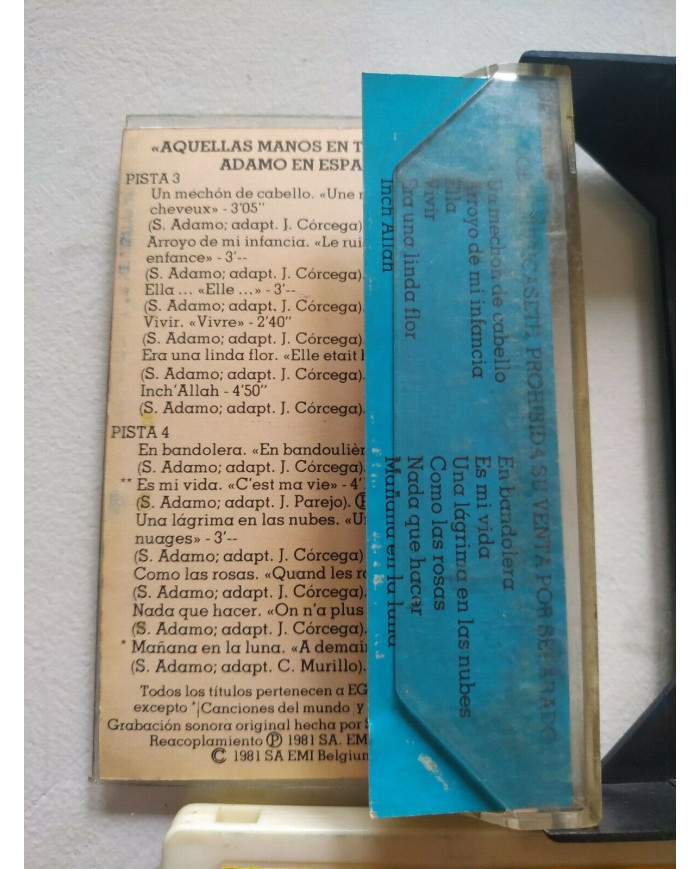 «AQUELLAS MANOS EN T
ADAMO EN ESPA
PISTA 3
Un mechón de cabello. «Une
cheveux» - 3'05"
(S. Adamo; adapt. J. Córcega)
Arroyo de mi infancia. «Le rui
enfance» - 3'--
(S. Adamo; adapt. J. Córcega).
Ella ... «Elle ...» - 3'--
(S. Adamo; adapt. J. Córcega)
Vivir. «Vivre» - 2'40"
(S. Adamo; adapt. J. Córcega).
Era una linda flor. «Elle etait
(S. Adamo; adapt. J. Córcega).
Inch'Allah - 4'50"
(S. Adamo; adapt. J. Córcega).
PISTA 4
En bandolera. «En bandoulièr
(S. Adamo; adapt. J. Córcega).
** Es mi vida. «C'est ma vie» - 4'
(S. Adamo; adapt. J. Parejo). Ⓟ
Una lágrima en las nubes. «U
nuages» - 3'--
(S. Adamo; adapt. J. Córcega)
Como las rosas. «Quand les ro
(S. Adamo; adapt. J. Córcega).
Nada que hacer. «On n'a plus
(S. Adamo; adapt. J. Córcega).
* Mañana en la luna. «A demain
(S. Adamo; adapt. C. Murillo).
Todos los títulos pertenecen a EG
excepto *¡Canciones del mundo y
Grabación sonora original hecha por S
Reacoplamiento Ⓟ 1981 SA. EM
© 1981 SA EMI Belgium
PROHIBIDA SU VENTA POR SEPARADO
Un mechón de cabello
Arroyo de mi infancia
Ella
Vivir
Era una linda flor
Inch Allah
En bandolera
Es mi vida
Una lágrima en las nubes
Como las rosas
Nada que hacer
Mañana en la luna